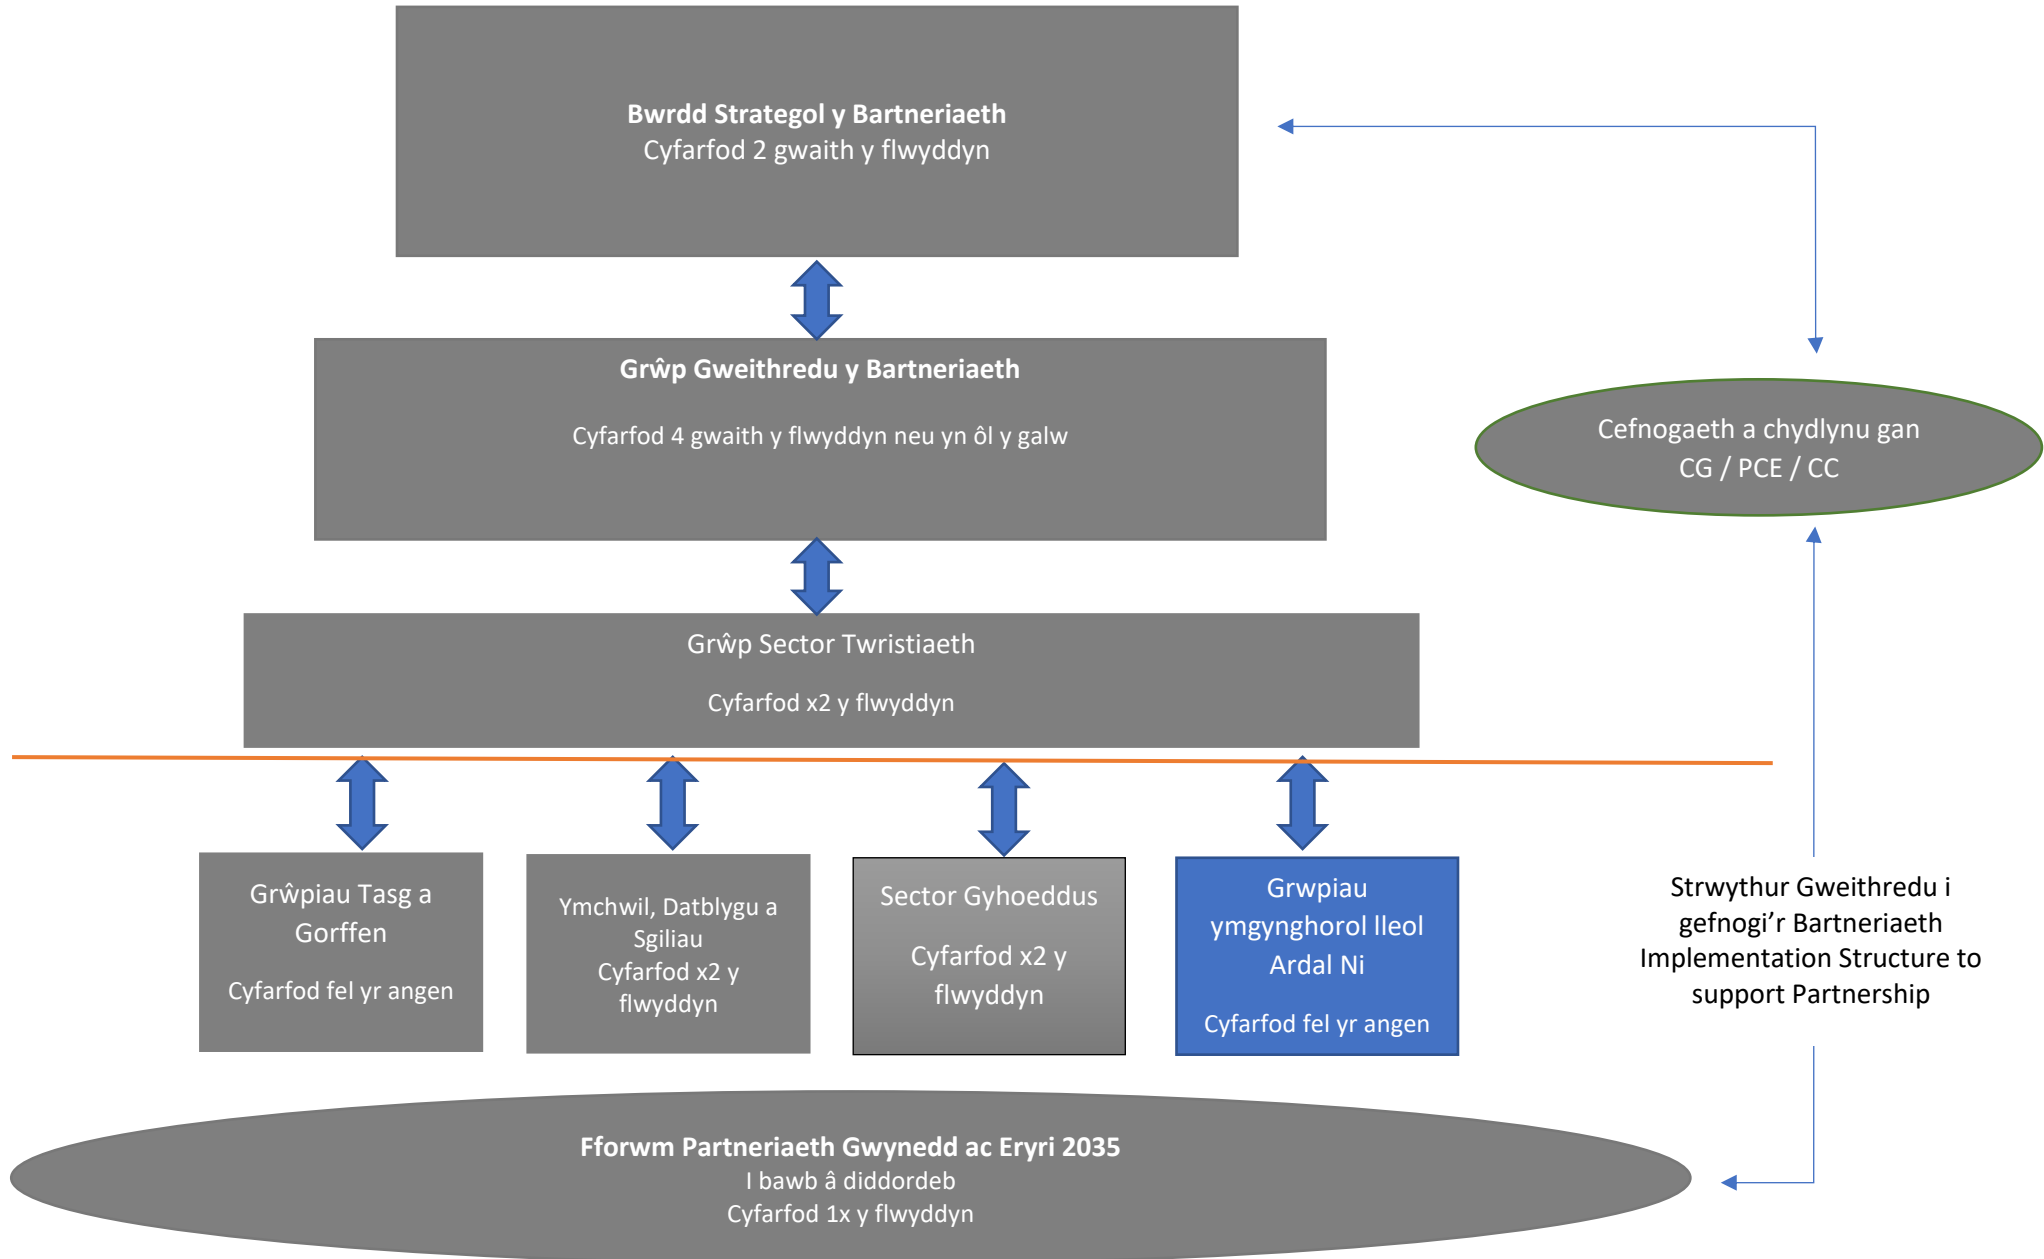 Bwrdd Strategol y Bartneriaeth
Cyfarfod 2 gwaith y flwyddyn
Grŵp Gweithredu y Bartneriaeth
Cyfarfod 4 gwaith y flwyddyn neu yn ôl y galw
Cefnogaeth a chydlynu gan
CG / PCE / CC
Grŵp Sector Twristiaeth
Cyfarfod x2 y flwyddyn
Grŵpiau Tasg a
Gorffen
Cyfarfod fel yr angen
Ymchwil, Datblygu a
Sgiliau
Cyfarfod x2 y
flwyddyn
Sector Gyhoeddus
Cyfarfod x2 y
flwyddyn
Grwpiau
ymgynghorol lleol
Ardal Ni
Cyfarfod fel yr angen
Strwythur Gweithredu i
gefnogi’r Bartneriaeth
Implementation Structure to
support Partnership
Fforwm Partneriaeth Gwynedd ac Eryri 2035
I bawb â diddordeb
Cyfarfod 1x y flwyddyn